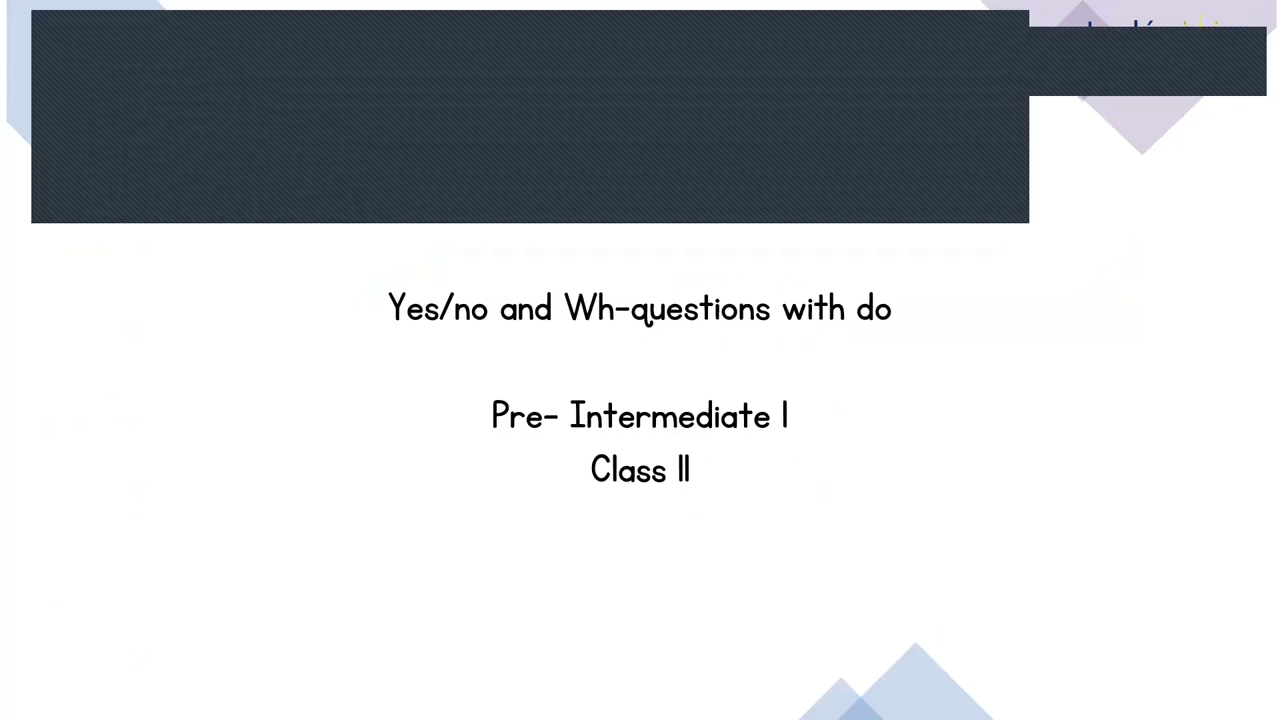 Yes/no and Wh-questions with do
Pre- Intermediate I
Class II